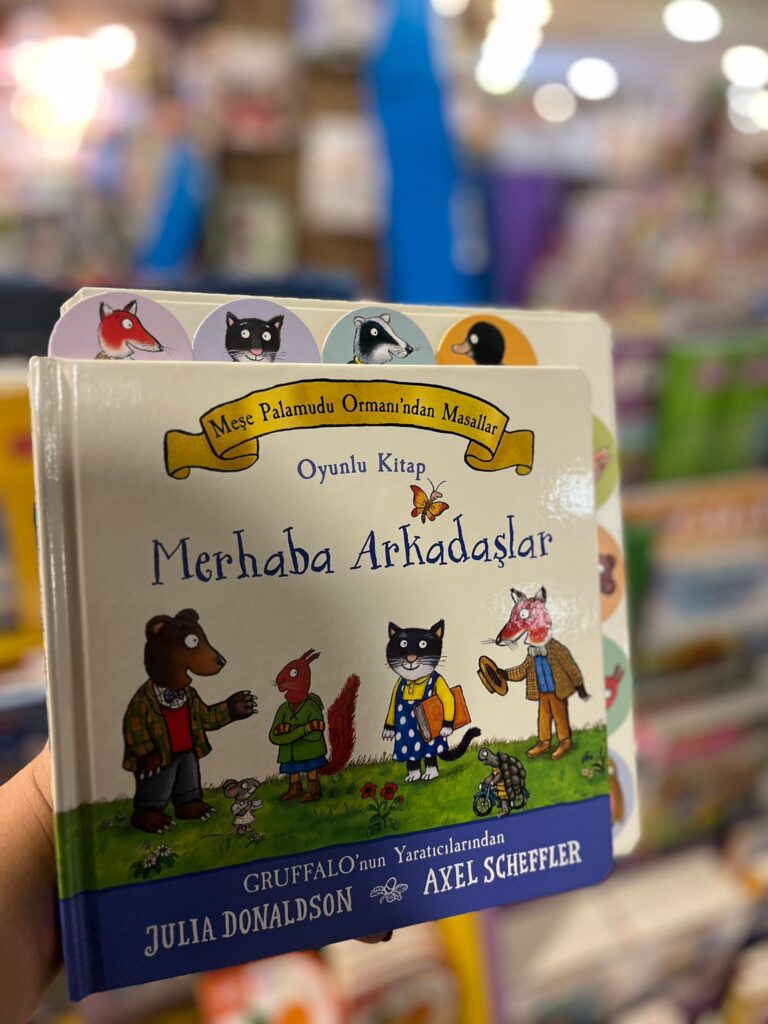 Meşe Palamudu Ormanı'ndan Masallar
Oyunlu Kitap
Merhaba Arkadaşlar
GRUFFALO'nun Yaratıcılarından
JULIA DONALDSON AXEL SCHEFFLER